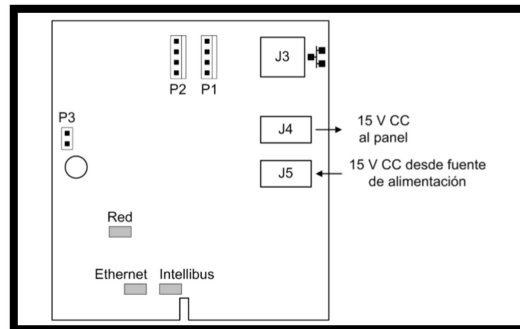 P2 P1
J3
P3
J4
15 V CC
al panel
J5
15 V CC desde fuente
de alimentación
Red
Ethernet Intellibus